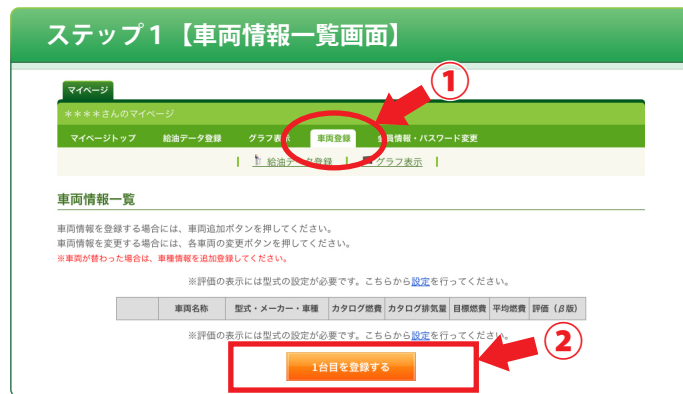 ステップ1【車両情報一覧画面】
①
マイページ
****さんのマイページ
マイページトップ 給油データ登録 グラフ表示 車両登録 会員情報・パスワード変更
| 給油データ登録 | グラフ表示 |
車両情報一覧
車両情報を登録する場合には、車両追加ボタンを押してください。
車両情報を変更する場合には、各車両の変更ボタンを押してください。
※車両が替わった場合は、車種情報を追加登録してください。
※評価の表示には型式の設定が必要です。こちらから設定を行ってください。
車両名称 型式・メーカー・車種 カタログ燃費 カタログ排気量 目標燃費 平均燃費 評価(β版)
※評価の表示には型式の設定が必要です。こちらから設定を行ってください。
②
1台目を登録する